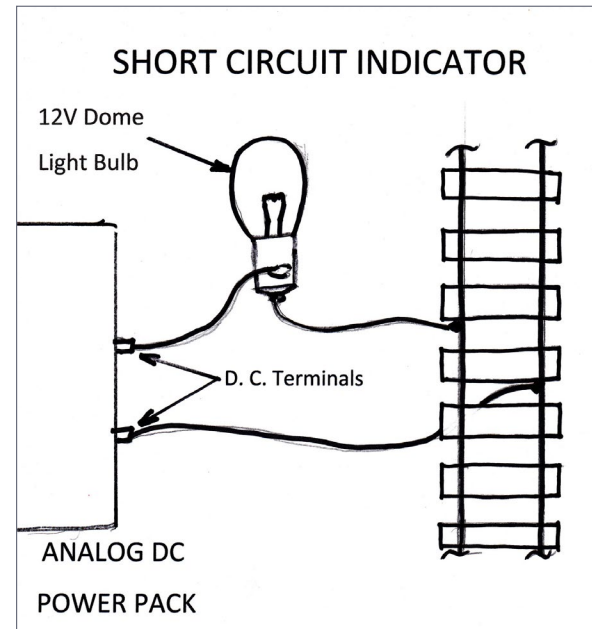 SHORT CIRCUIT INDICATOR
12V Dome
Light Bulb
D. C. Terminals
ANALOG DC
POWER PACK